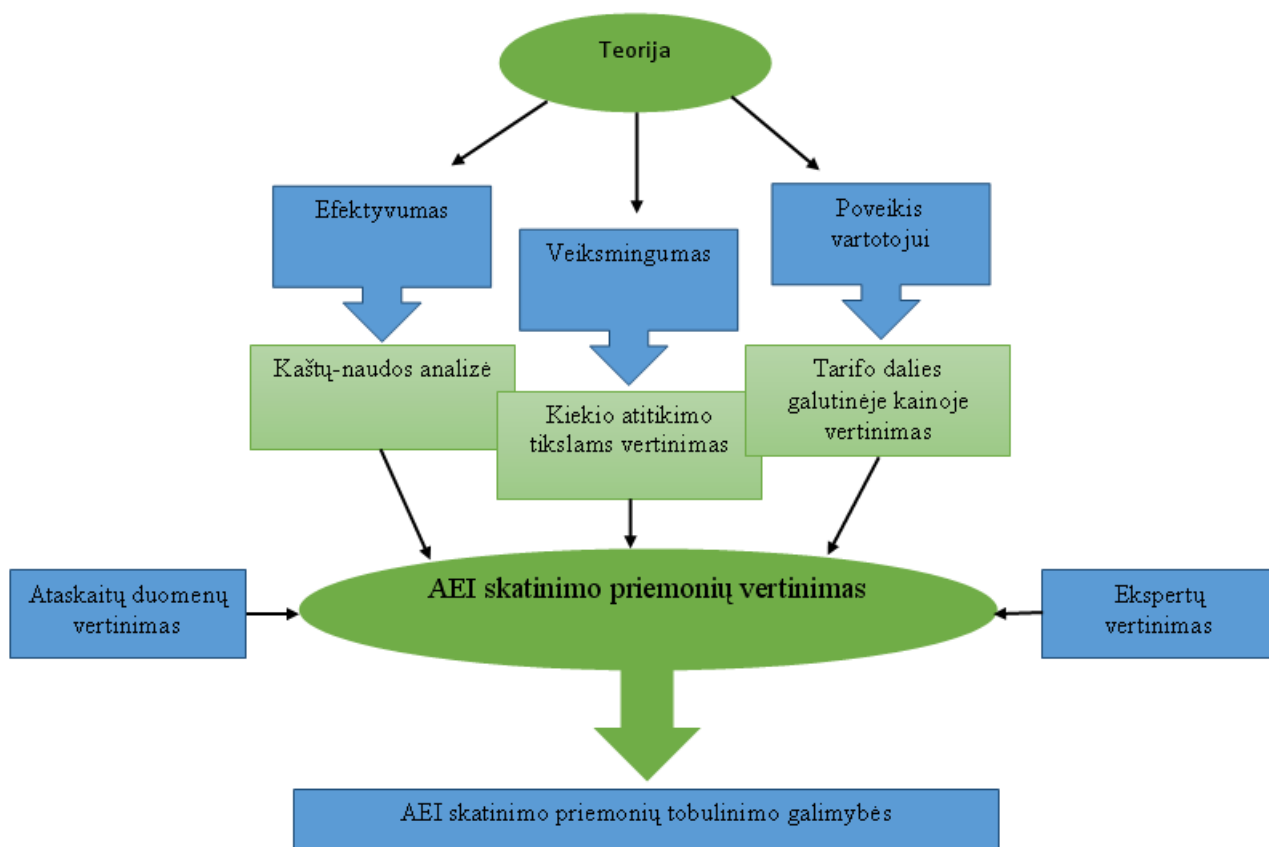 Teorija
Efektyvumas
Veiksmingumas
Poveikis
vartotojui
Kaštų-naudos analizė
Kiekio atitikimo
tikslams vertinimas
Tarifo dalies
galutinėje kainoje
vertinimas
AEI skatinimo priemonių vertinimas
Ataskaitų duomenų
vertinimas
Ekspertų
vertinimas
AEI skatinimo priemonių tobulinimo galimybės